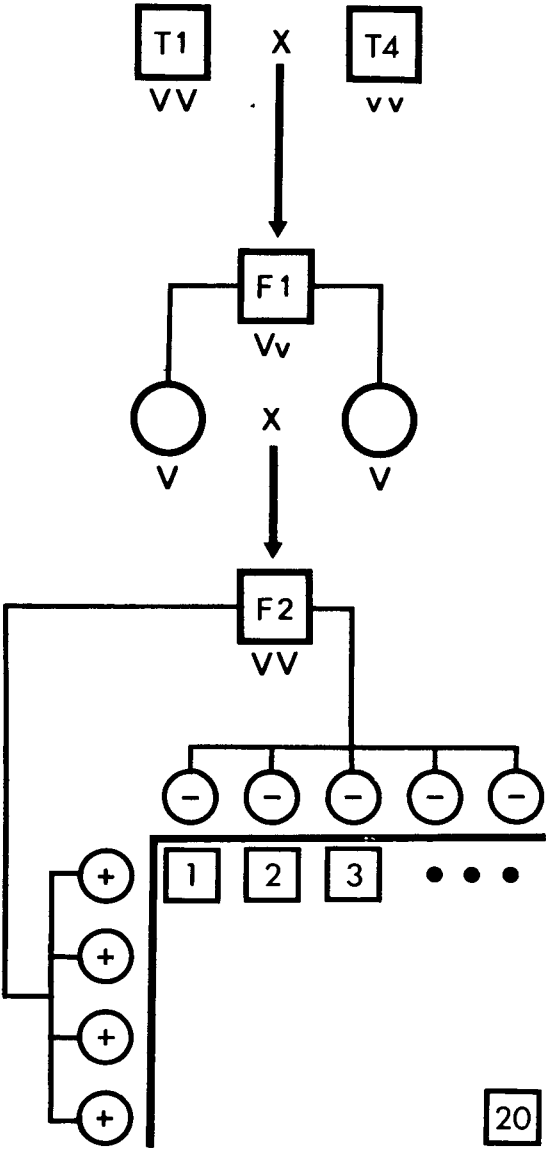 T1 X T4
VV vv
F1
Vv
X
V V
F2
VV
− − − − −
1 2 3 • • •
+
+
+
+ 20